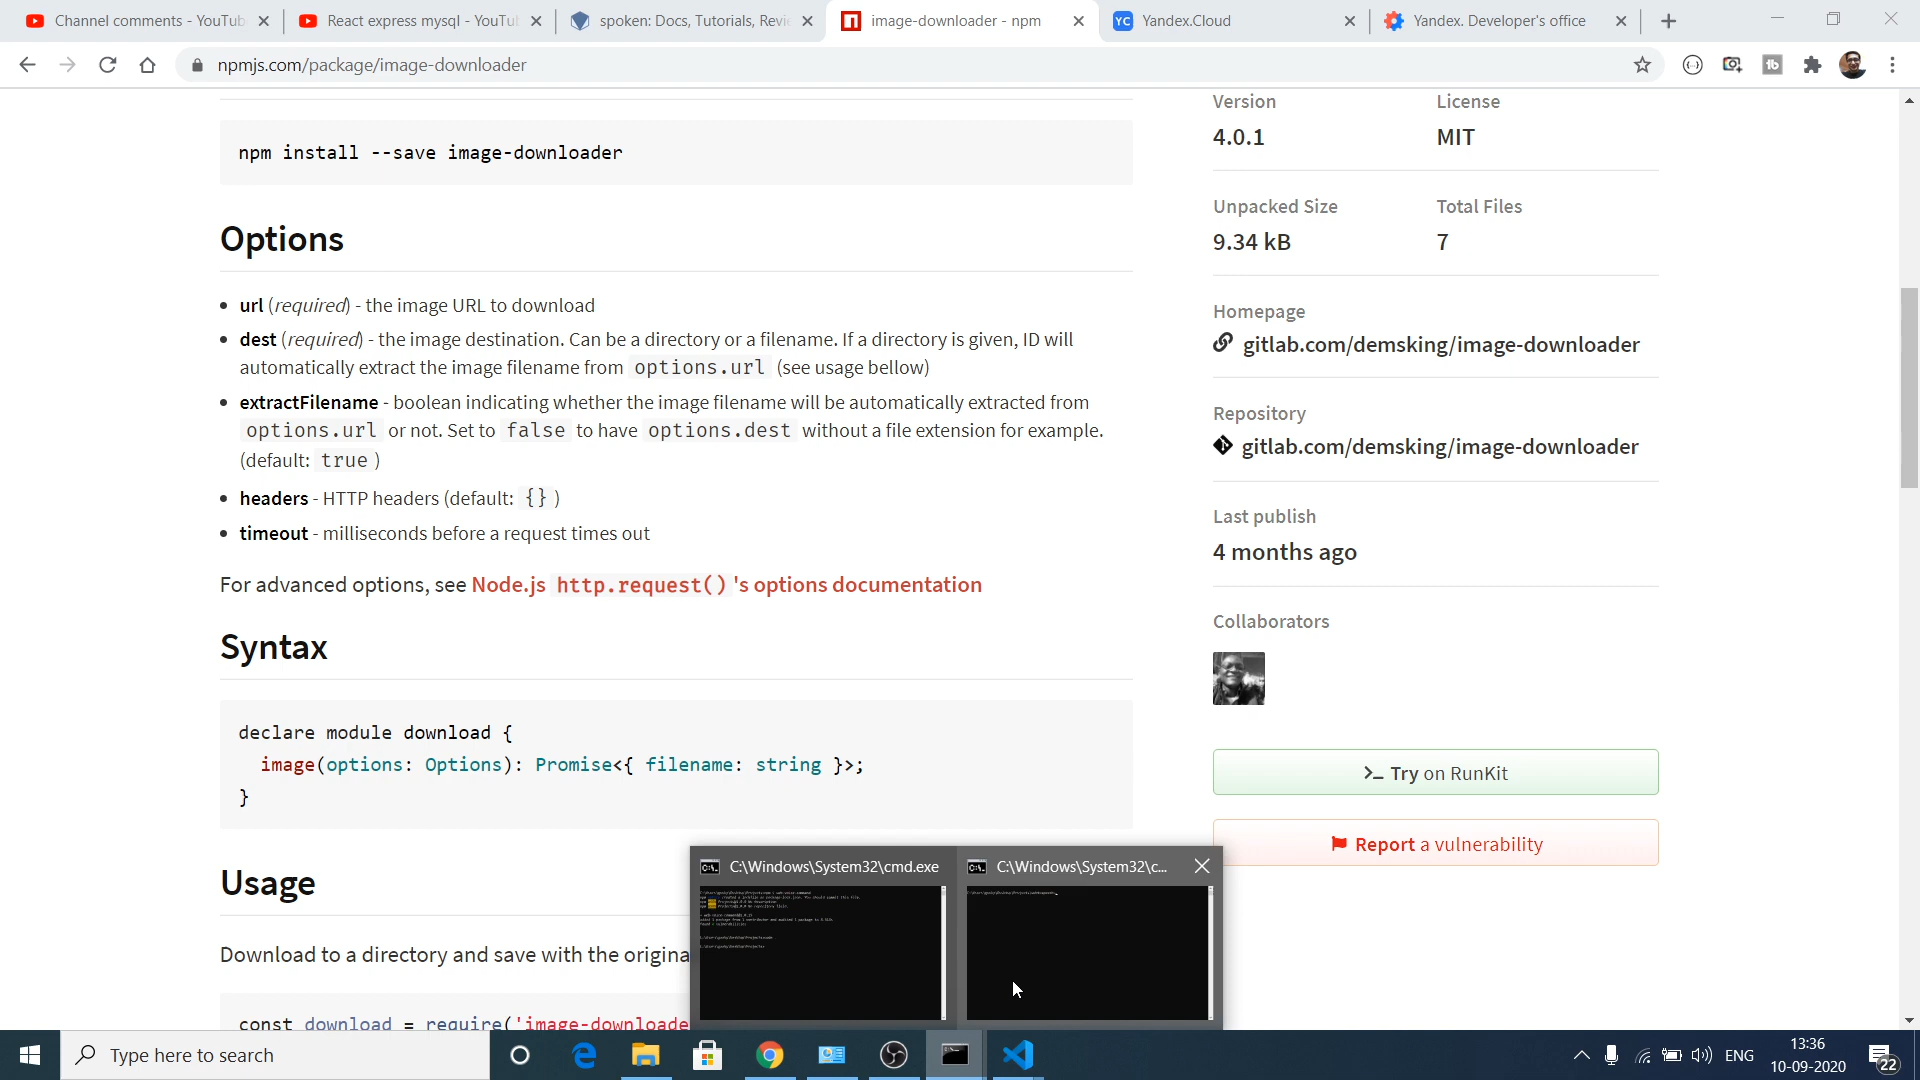 Channel comments - YouTub
React express mysql - YouTu
spoken: Docs, Tutorials, Revie
image-downloader - npm
Yandex.Cloud
Yandex. Developer's office
npmjs.com/package/image-downloader
npm install --save image-downloader
Options
url (required) - the image URL to download
dest (required) - the image destination. Can be a directory or a filename. If a directory is given, ID will
automatically extract the image filename from options.url (see usage bellow)
extractFilename - boolean indicating whether the image filename will be automatically extracted from
options.url or not. Set to false to have options.dest without a file extension for example.
(default: true )
headers - HTTP headers (default: {} )
timeout - milliseconds before a request times out
For advanced options, see Node.js http.request() 's options documentation
Syntax
declare module download {
image(options: Options): Promise<{ filename: string }>;
}
Usage
Download to a directory and save with the origina
const download = require('image-downloade
Version
4.0.1
License
MIT
Unpacked Size
9.34 kB
Total Files
7
Homepage
gitlab.com/demsking/image-downloader
Repository
gitlab.com/demsking/image-downloader
Last publish
4 months ago
Collaborators
>_ Try on RunKit
Report a vulnerability
C:\Windows\System32\cmd.exe
C:\Windows\System32\c...
Type here to search
ENG
13:36
10-09-2020
22